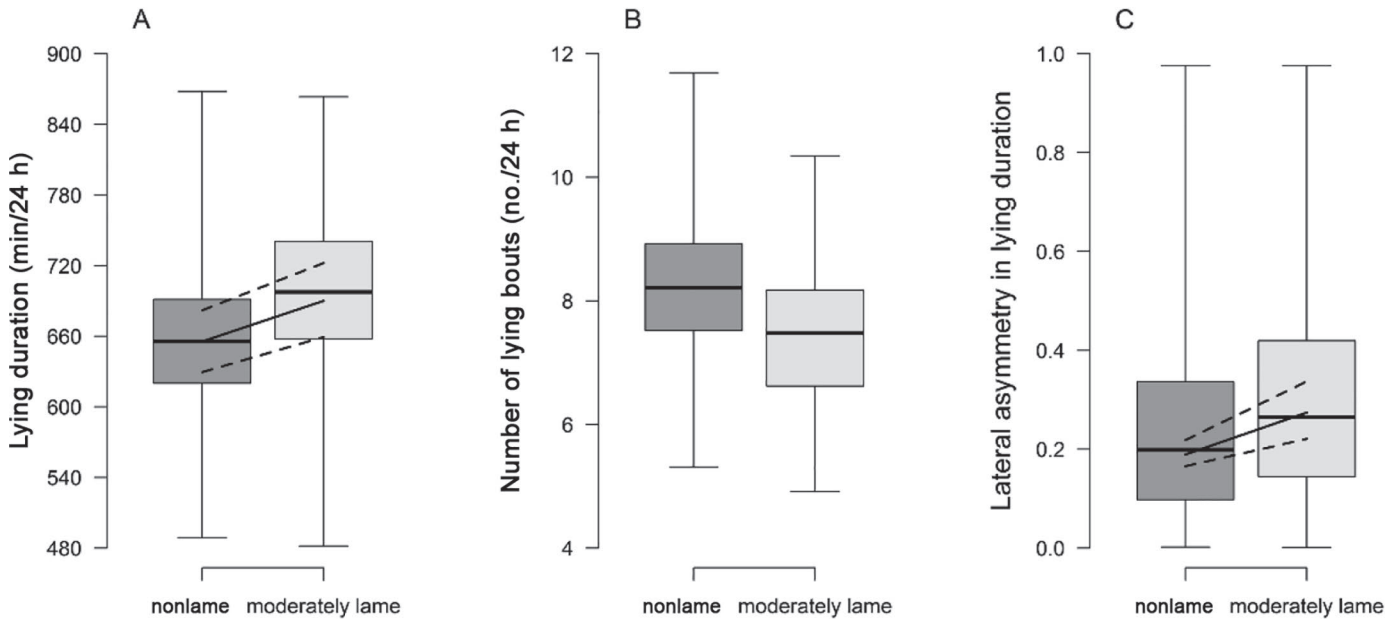 A
Lying duration (min/24 h)
900
840
780
720
660
600
540
480
nonlame moderately lame
B
Number of lying bouts (no./24 h)
12
10
8
6
4
nonlame moderately lame
C
Lateral asymmetry in lying duration
1.0
0.8
0.6
0.4
0.2
0.0
nonlame moderately lame